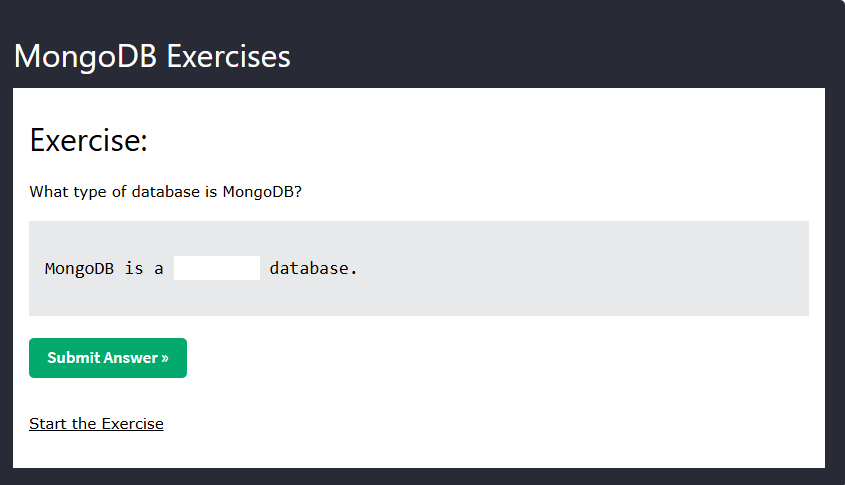 MongoDB Exercises
Exercise:
What type of database is MongoDB?
MongoDB is a database.
Submit Answer »
Start the Exercise